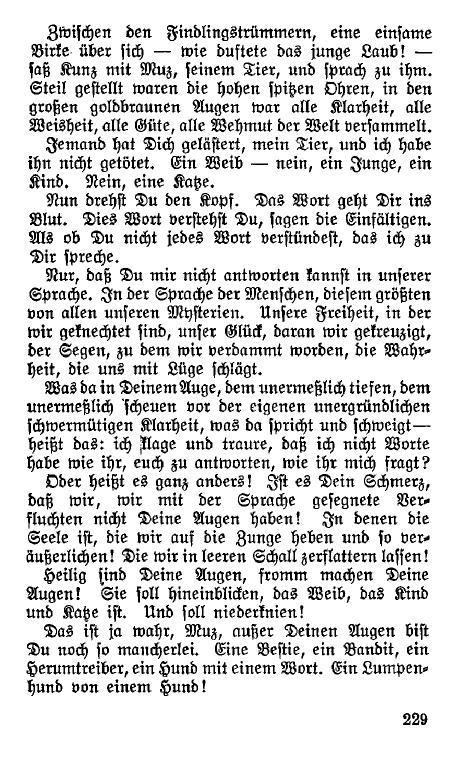 Zwischen den Findlingstrümmern, eine einsame
Birke über sich — wie duftete das junge Laub! —
saß Kunz mit Muz, seinem Tier, und sprach zu ihm.
Steil gestellt waren die hohen spitzen Ohren, in den
großen goldbraunen Augen war alle Klarheit, alle
Weisheit, alle Güte, alle Wehmut der Welt versammelt.
Jemand hat Dich gelästert, mein Tier, und ich habe
ihn nicht getötet. Ein Weib — nein, ein Junge, ein
Kind. Nein, eine Katze.
Nun drehst Du den Kopf. Das Wort geht Dir ins
Blut. Dies Wort verstehst Du, sagen die Einfältigen.
Als ob Du nicht jedes Wort verstündest, das ich zu
Dir spreche.
Nur, daß Du mir nicht antworten kannst in unserer
Sprache. In der Sprache der Menschen, diesem größten
von allen unseren Mysterien. Unsere Freiheit, in der
wir geknechtet sind, unser Glück, daran wir gekreuzigt,
der Segen, zu dem wir verdammt worden, die Wahr-
heit, die uns mit Lüge schlägt.
Was da in Deinem Auge, dem unermeßlich tiefen, dem
unermeßlich scheuen vor der eigenen unergründlichen
schwermütigen Klarheit, was da spricht und schweigt—
heißt das: ich klage und traure, daß ich nicht Worte
habe wie ihr, euch zu antworten, wie ihr mich fragt?
Oder heißt es ganz anders! Ist es Dein Schmerz,
daß wir, wir mit der Sprache gesegnete Ver-
fluchten nicht Deine Augen haben! In denen die
Seele ist, die wir auf die Zunge heben und so ver-
äußerlichen! Die wir in leeren Schall zerflattern lassen!
Heilig sind Deine Augen, fromm machen Deine
Augen! Sie soll hineinblicken, das Weib, das Kind
und Katze ist. Und soll niederknien!
Das ist ja wahr, Muz, außer Deinen Augen bist
Du noch so mancherlei. Eine Bestie, ein Bandit, ein
Herumtreiber, ein Hund mit einem Wort. Ein Lumpen-
hund von einem Hund!
229